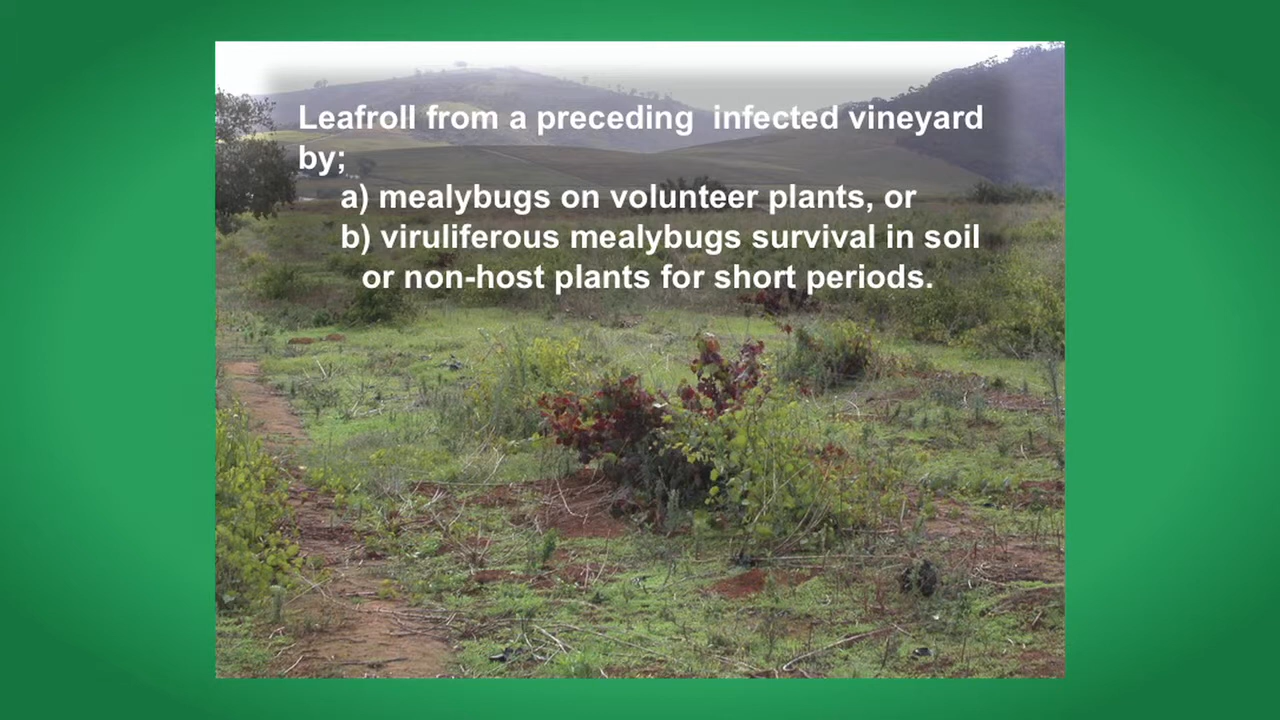 Leafroll from a preceding  infected vineyard
by;
a) mealybugs on volunteer plants, or
b) viruliferous mealybugs survival in soil
or non-host plants for short periods.